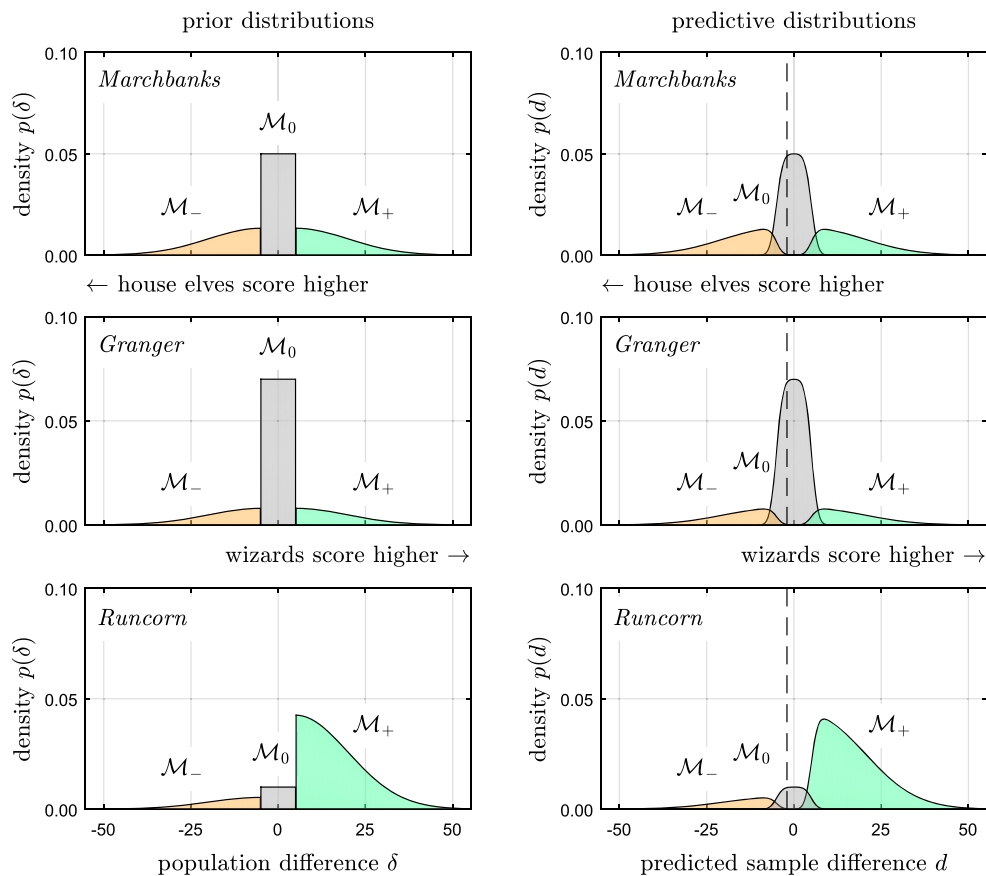 prior distributions
predictive distributions
0.10
Marchbanks
ℳ₀
density p(δ)
0.05
ℳ₋
ℳ₊
0.00
← house elves score higher
0.10
Marchbanks
density p(d)
0.05
ℳ₋
ℳ₀
ℳ₊
0.00
← house elves score higher
0.10
Granger
ℳ₀
density p(δ)
0.05
ℳ₋
ℳ₊
0.00
wizards score higher →
0.10
Granger
density p(d)
0.05
ℳ₋
ℳ₀
ℳ₊
0.00
wizards score higher →
0.10
Runcorn
density p(δ)
0.05
ℳ₋
ℳ₀
ℳ₊
0.00
-50 -25 0 25 50
population difference δ
0.10
Runcorn
density p(d)
0.05
ℳ₋
ℳ₀
ℳ₊
0.00
-50 -25 0 25 50
predicted sample difference d